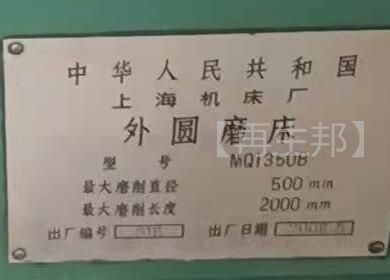 中华人民共和国
上海机床厂
外圆磨床
型号 MQ1350B
最大磨削直径 500 mm
最大磨削长度 2000 mm
出厂编号 出厂日期
【再生邦】